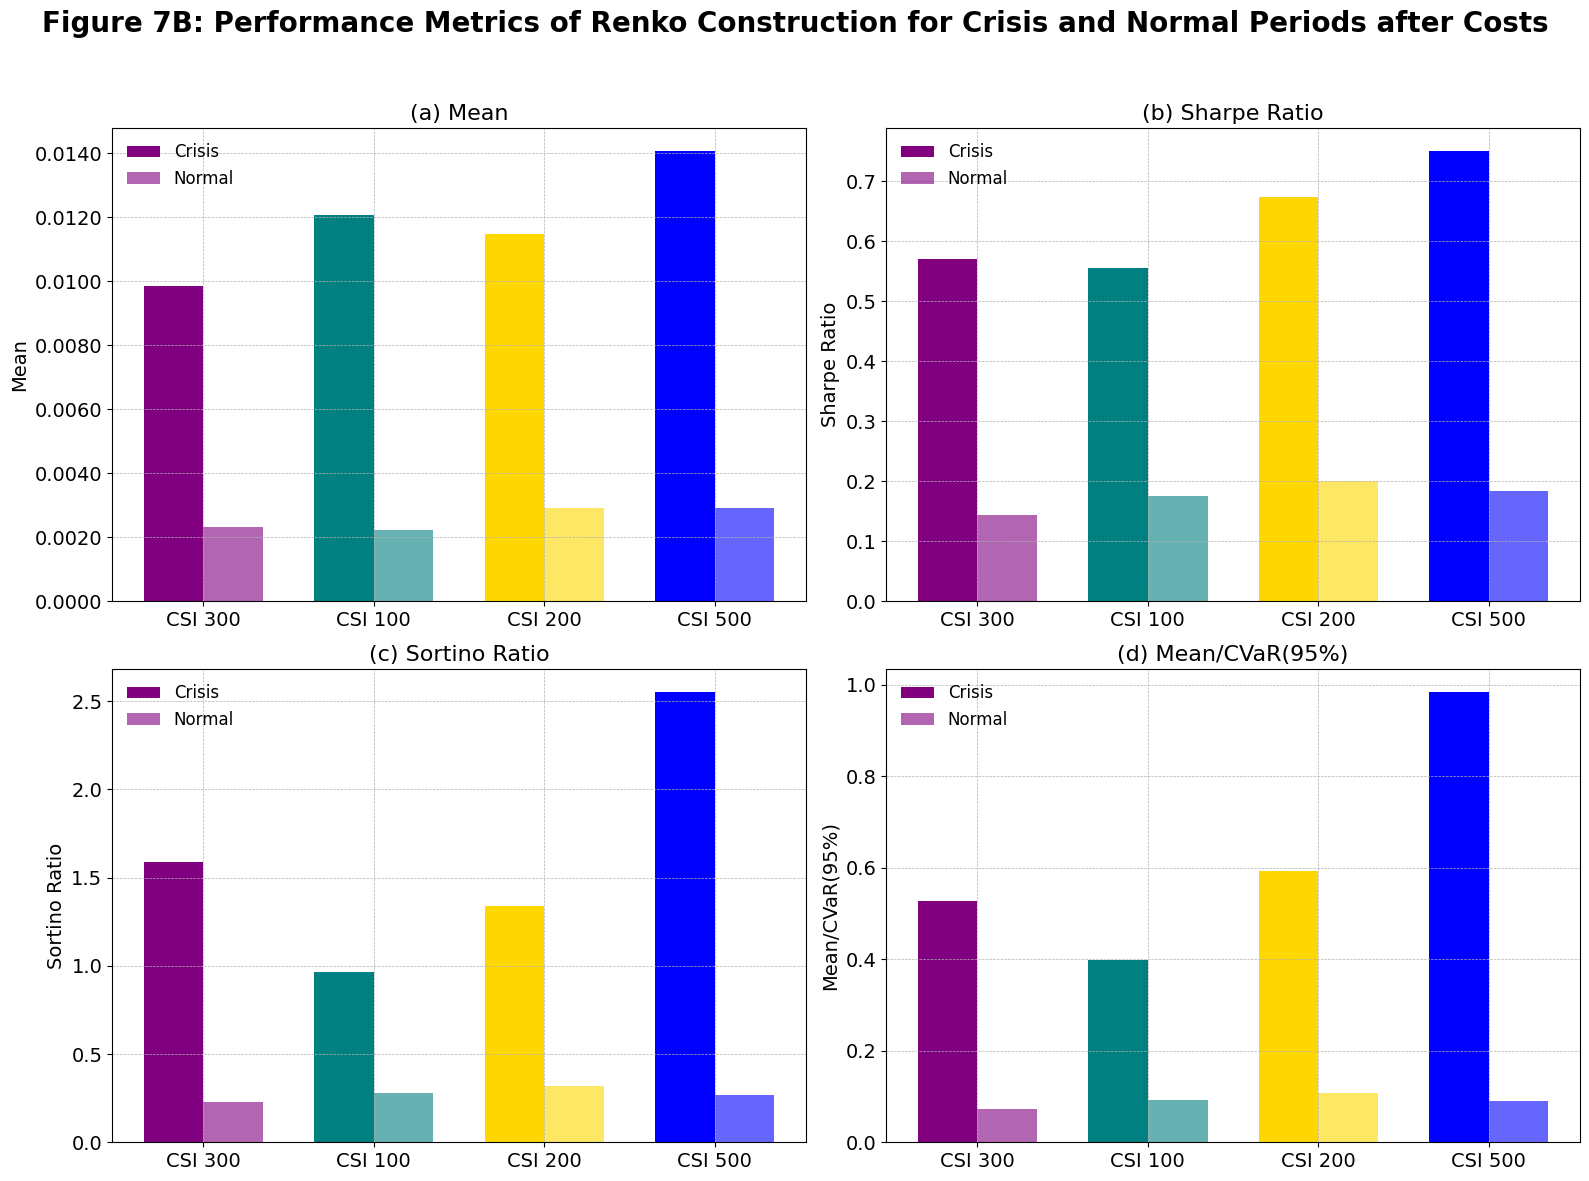 Figure 7B: Performance Metrics of Renko Construction for Crisis and Normal Periods after Costs
(a) Mean
Crisis
Normal
0.0140
0.0120
0.0100
0.0080
0.0060
0.0040
0.0020
0.0000
Mean
CSI 300 CSI 100 CSI 200 CSI 500
(b) Sharpe Ratio
Crisis
Normal
0.7
0.6
0.5
0.4
0.3
0.2
0.1
0.0
Sharpe Ratio
CSI 300 CSI 100 CSI 200 CSI 500
(c) Sortino Ratio
Crisis
Normal
2.5
2.0
1.5
1.0
0.5
0.0
Sortino Ratio
CSI 300 CSI 100 CSI 200 CSI 500
(d) Mean/CVaR(95%)
Crisis
Normal
1.0
0.8
0.6
0.4
0.2
0.0
Mean/CVaR(95%)
CSI 300 CSI 100 CSI 200 CSI 500